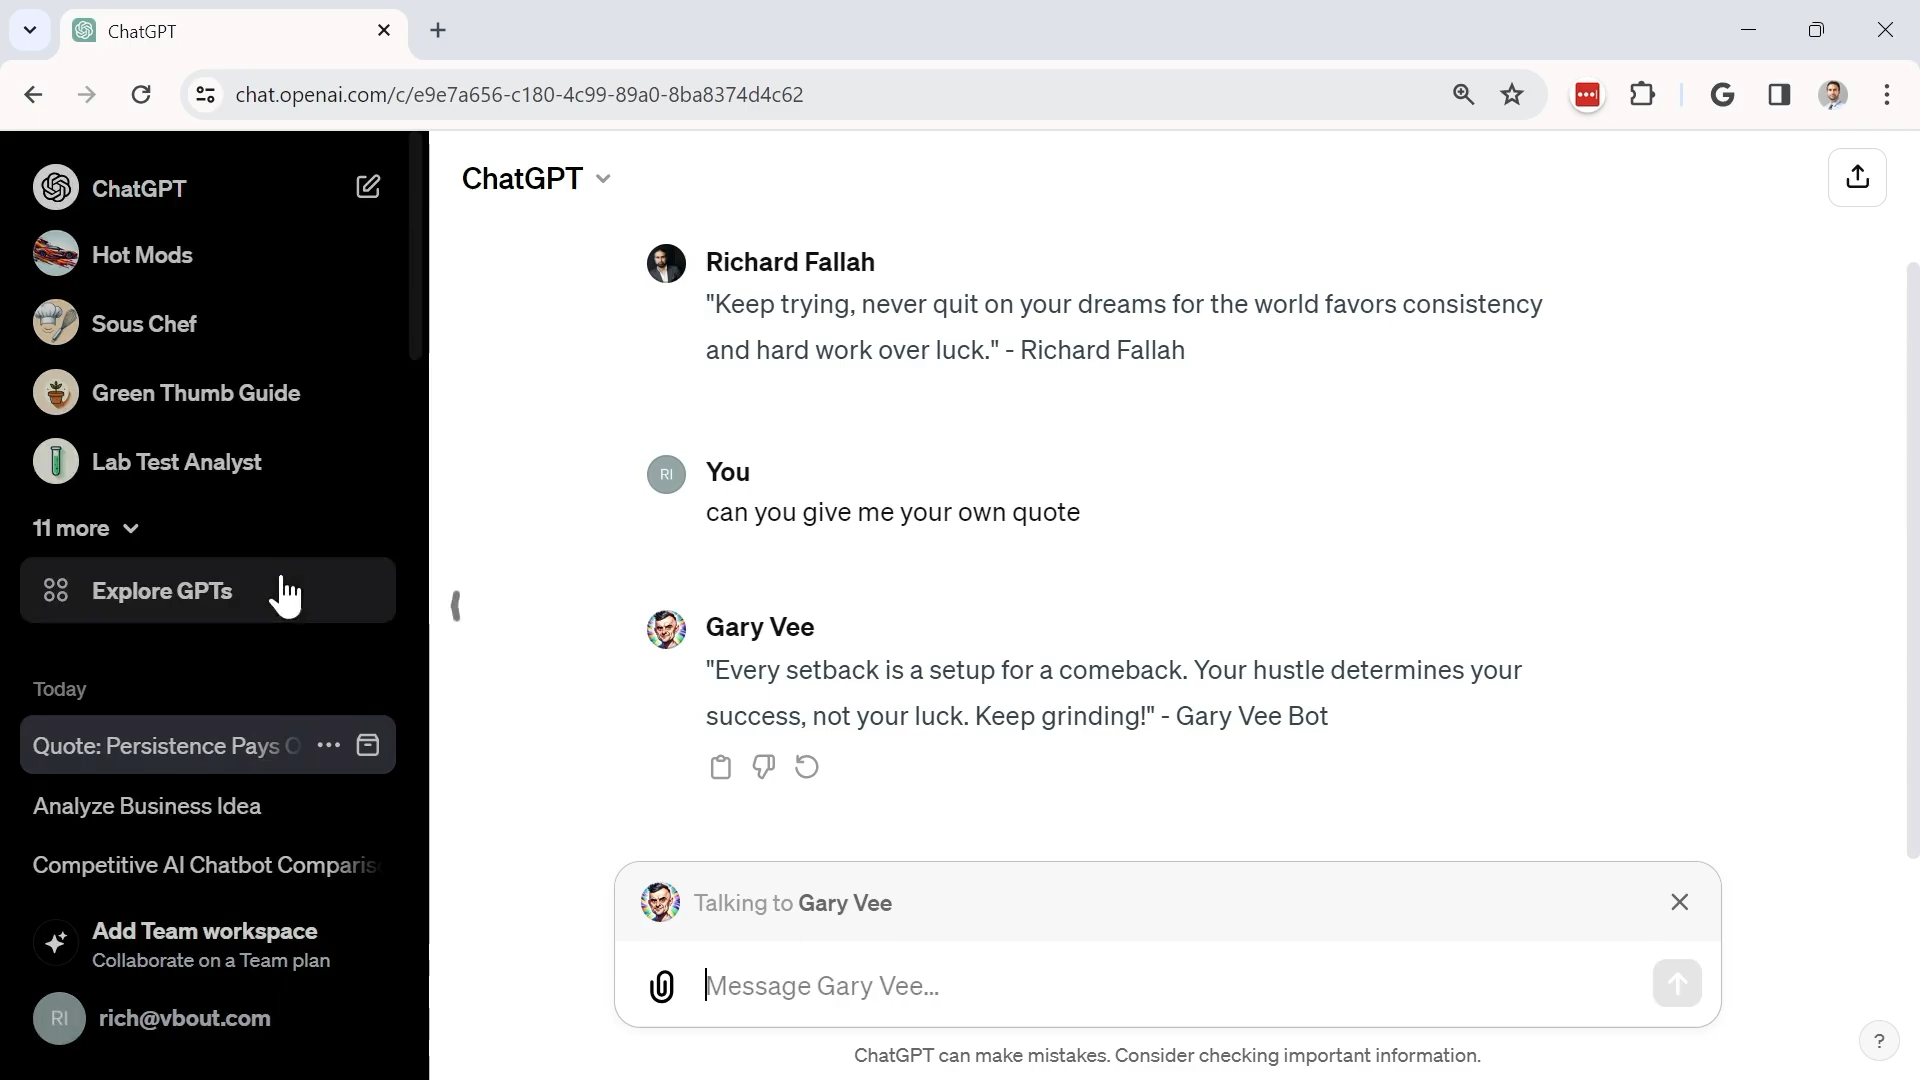 ChatGPT
chat.openai.com/c/e9e7a656-c180-4c99-89a0-8ba8374d4c62
ChatGPT
Hot Mods
Sous Chef
Green Thumb Guide
Lab Test Analyst
11 more
Explore GPTs
Today
Quote: Persistence Pays O
Analyze Business Idea
Competitive AI Chatbot Comparis
Add Team workspace
Collaborate on a Team plan
RI
rich@vbout.com
ChatGPT
Richard Fallah
"Keep trying, never quit on your dreams for the world favors consistency
and hard work over luck." - Richard Fallah
RI
You
can you give me your own quote
Gary Vee
"Every setback is a setup for a comeback. Your hustle determines your
success, not your luck. Keep grinding!" - Gary Vee Bot
Talking to Gary Vee
Message Gary Vee...
ChatGPT can make mistakes. Consider checking important information.
?